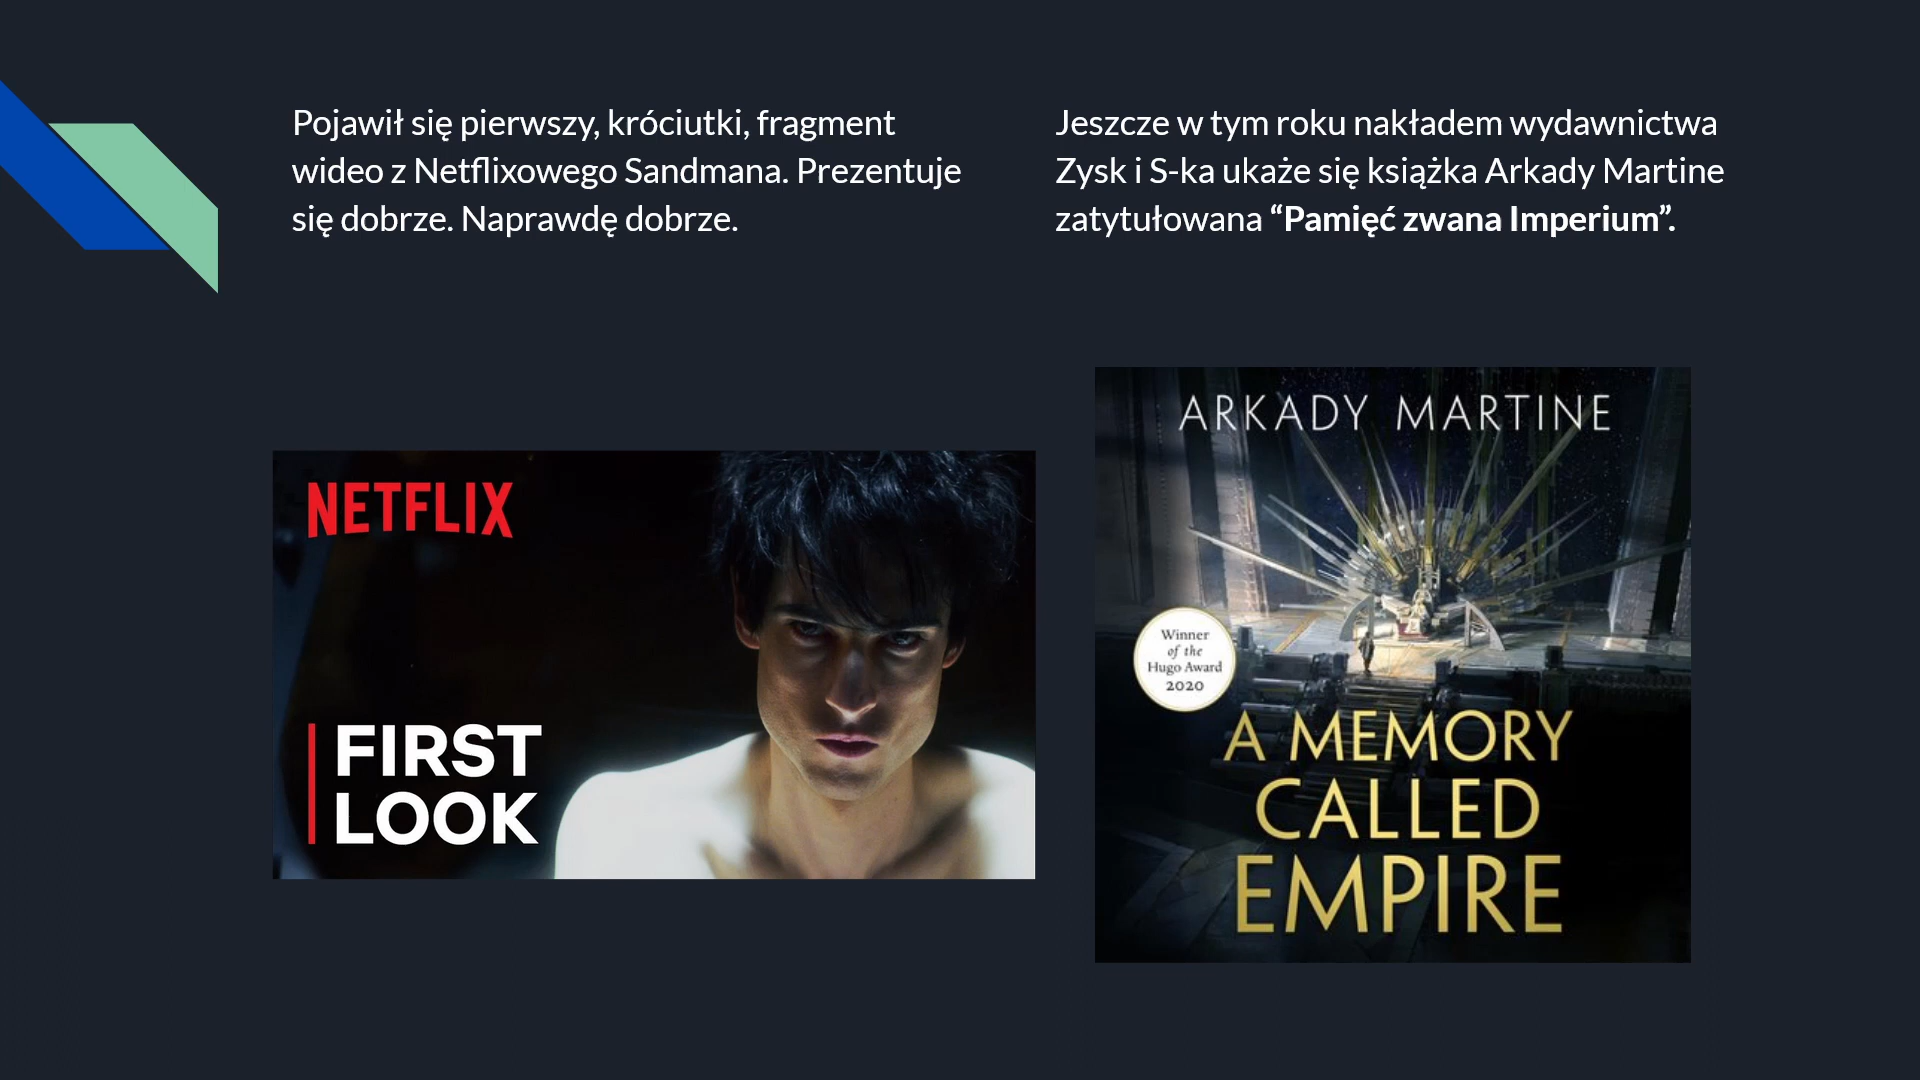 Pojawił się pierwszy, króciutki, fragment
wideo z Netflixowego Sandmana. Prezentuje
się dobrze. Naprawdę dobrze.
Jeszcze w tym roku nakładem wydawnictwa
Zysk i S-ka ukaże się książka Arkady Martine
zatytułowana “Pamięć zwana Imperium”.
NETFLIX
FIRST
LOOK
ARKADY MARTINE
Winner
of the
Hugo Award
2020
A MEMORY
CALLED
EMPIRE